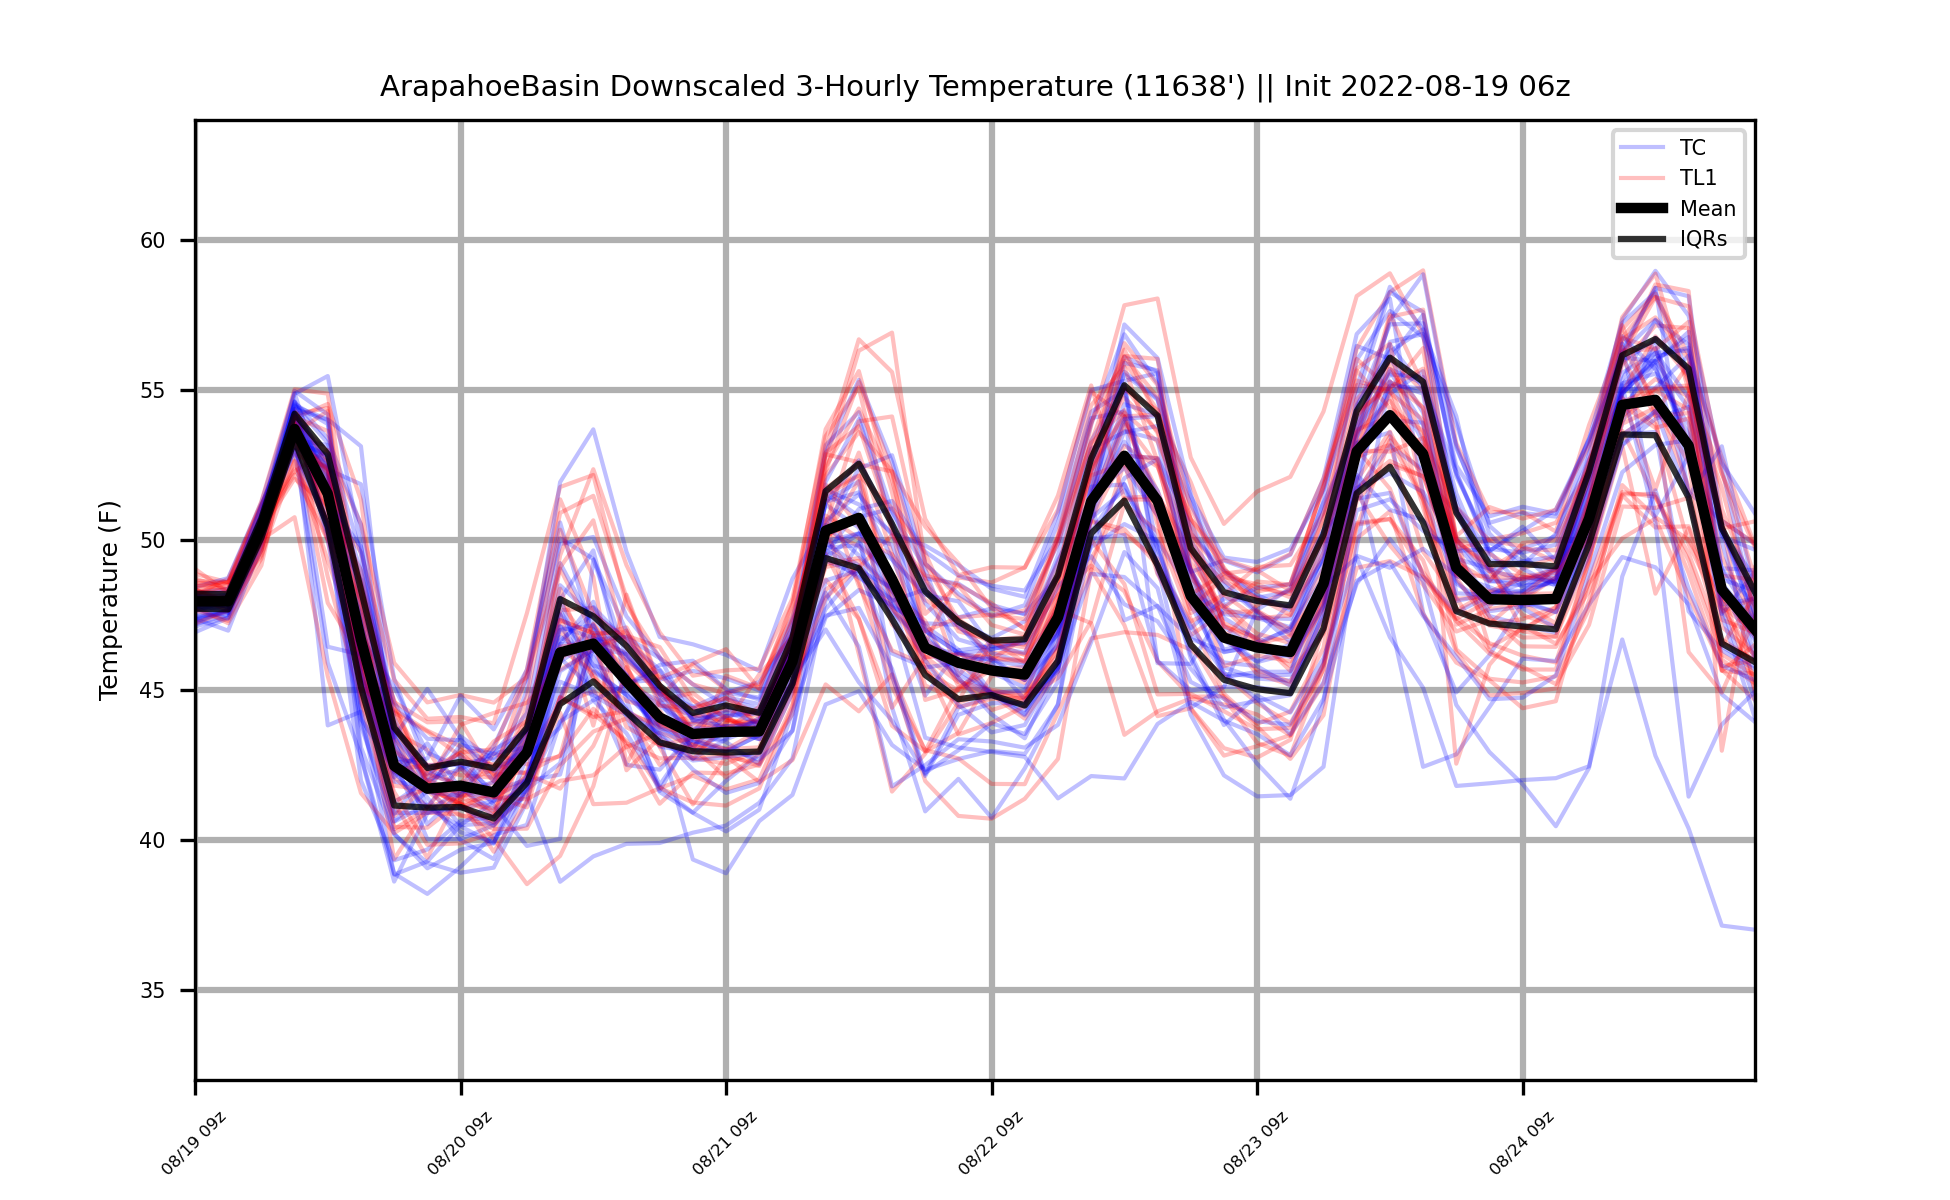 ArapahoeBasin Downscaled 3-Hourly Temperature (11638') || Init 2022-08-19 06z
TC
TL1
Mean
IQRs
Temperature (F)
60
55
50
45
40
35
08/19 09z
08/20 09z
08/21 09z
08/22 09z
08/23 09z
08/24 09z